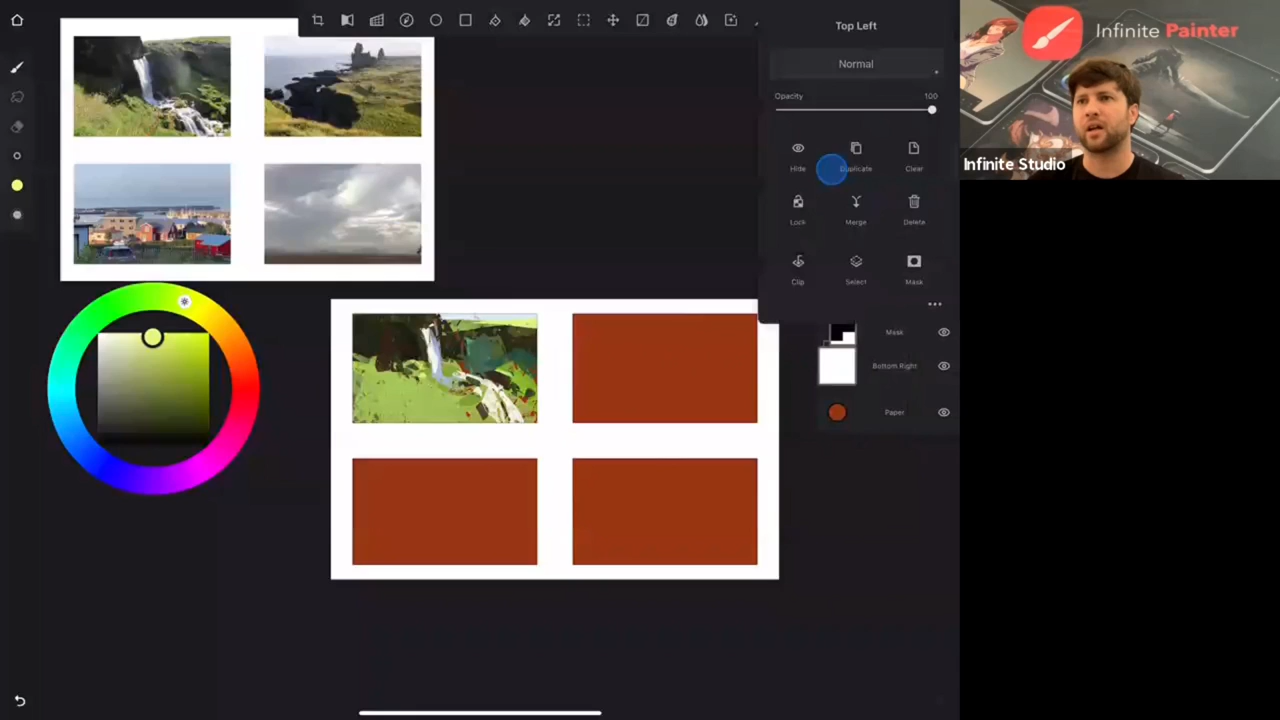 Top Left
Normal
Opacity 100
Hide Duplicate Clear
Lock Merge Delete
Clip Select Mask
Mask
Bottom Right
Paper
Infinite Painter
Infinite Studio